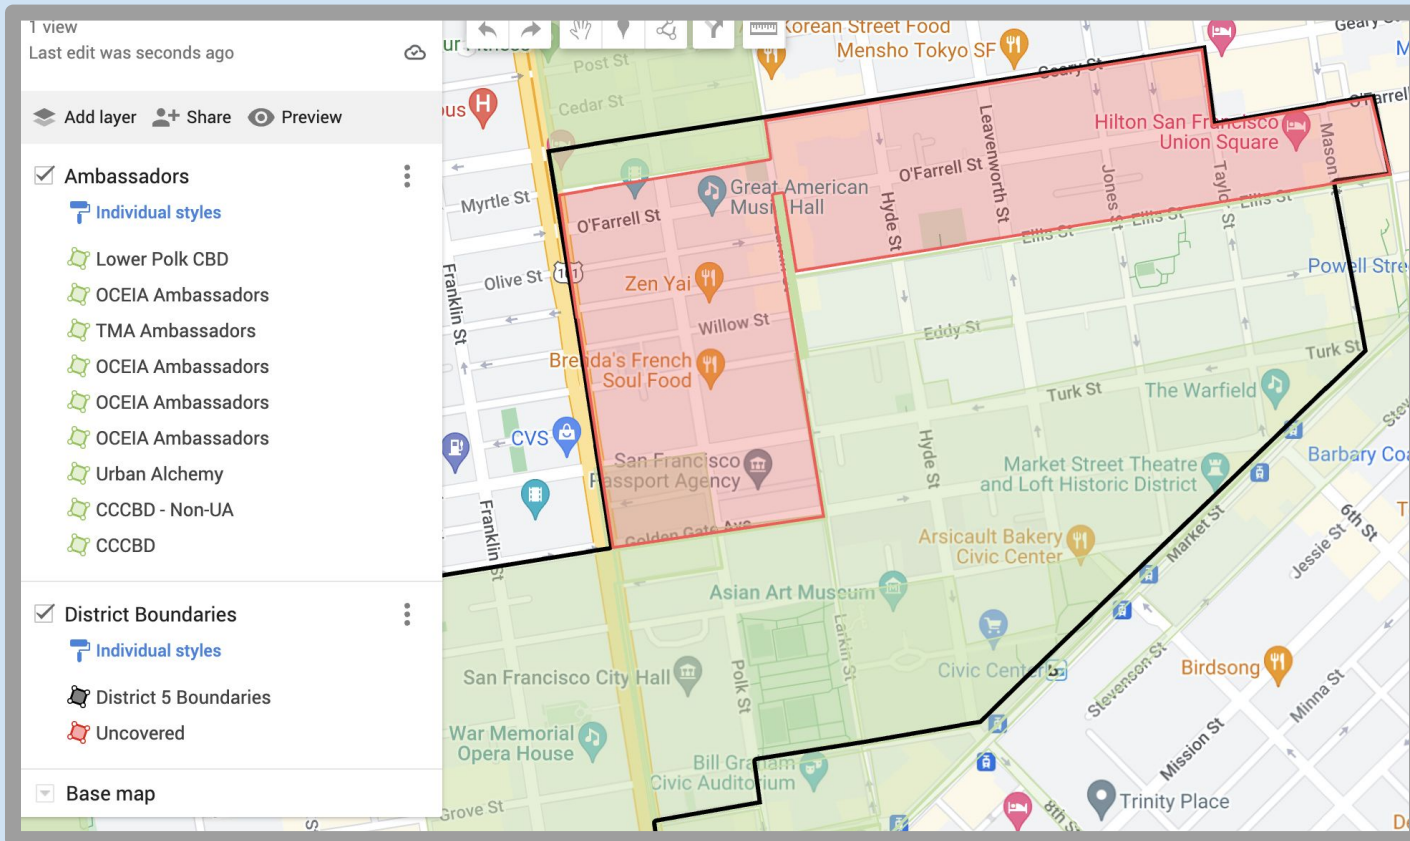 1 view
Last edit was seconds ago
Add layer
Share
Preview
Ambassadors
Individual styles
Lower Polk CBD
OCEIA Ambassadors
TMA Ambassadors
OCEIA Ambassadors
OCEIA Ambassadors
OCEIA Ambassadors
Urban Alchemy
CCCBD - Non-UA
CCCBD
District Boundaries
Individual styles
District 5 Boundaries
Uncovered
Base map
Korean Street Food
Mensho Tokyo SF
Geary
Post St
Cedar St
Geary St
O'Farrell
H
Hilton San Francisco
Union Square
Mason
Leavenworth St
O'Farrell St
Great American
Music Hall
Myrtle St
O'Farrell St
Hyde St
Jones St
Taylor St
Ellis St
Ellis St
Ellis St
Olive St
101
Zen Yai
Powell Stre
Franklin St
Willow St
Eddy St
Turk St
Brenda's French
Soul Food
Turk St
The Warfield
CVS
San Francisco
Passport Agency
Hyde St
Market Street Theatre
and Loft Historic District
Barbary Coa
Franklin St
Golden Gate Ave
Arsicault Bakery
Civic Center
Market St
6th St
Jessie St
Asian Art Museum
Larkin St
Civic Center
San Francisco City Hall
Polk St
Stevenson St
Birdsong
Minna St
War Memorial
Opera House
Bill Graham
Civic Auditorium
Mission St
Grove St
8th St
Trinity Place